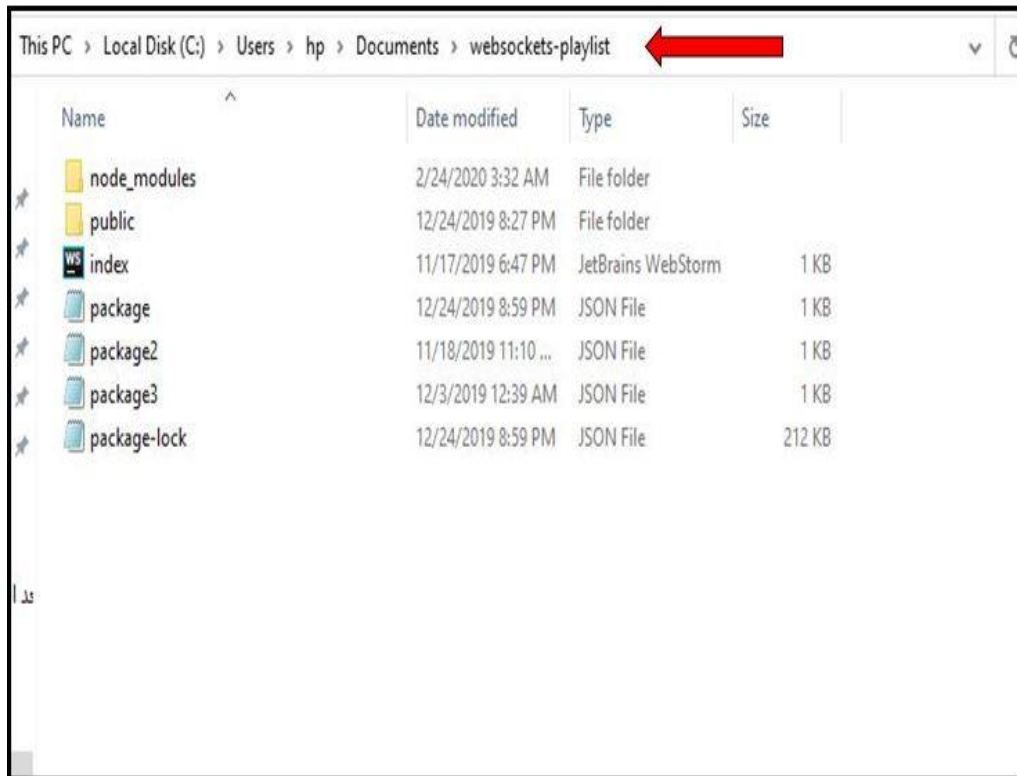 This PC > Local Disk (C:) > Users > hp > Documents > websockets-playlist
Name Date modified Type Size
node_modules 2/24/2020 3:32 AM File folder
public 12/24/2019 8:27 PM File folder
WS index 11/17/2019 6:47 PM JetBrains WebStorm 1 KB
package 12/24/2019 8:59 PM JSON File 1 KB
package2 11/18/2019 11:10 ... JSON File 1 KB
package3 12/3/2019 12:39 AM JSON File 1 KB
package-lock 12/24/2019 8:59 PM JSON File 212 KB